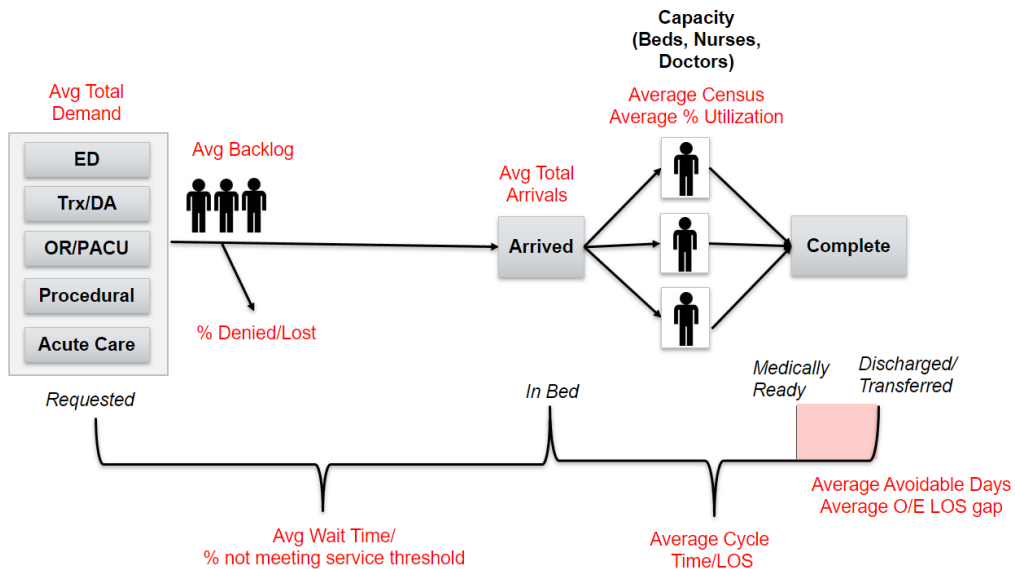 Capacity
(Beds, Nurses,
Doctors)
Avg Total
Demand
Average Census
Average % Utilization
ED
Trx/DA
OR/PACU
Procedural
Acute Care
Avg Backlog
% Denied/Lost
Avg Total
Arrivals
Arrived
Complete
Requested
In Bed
Medically
Ready
Discharged/
Transferred
Avg Wait Time/
% not meeting service threshold
Average Cycle
Time/LOS
Average Avoidable Days
Average O/E LOS gap